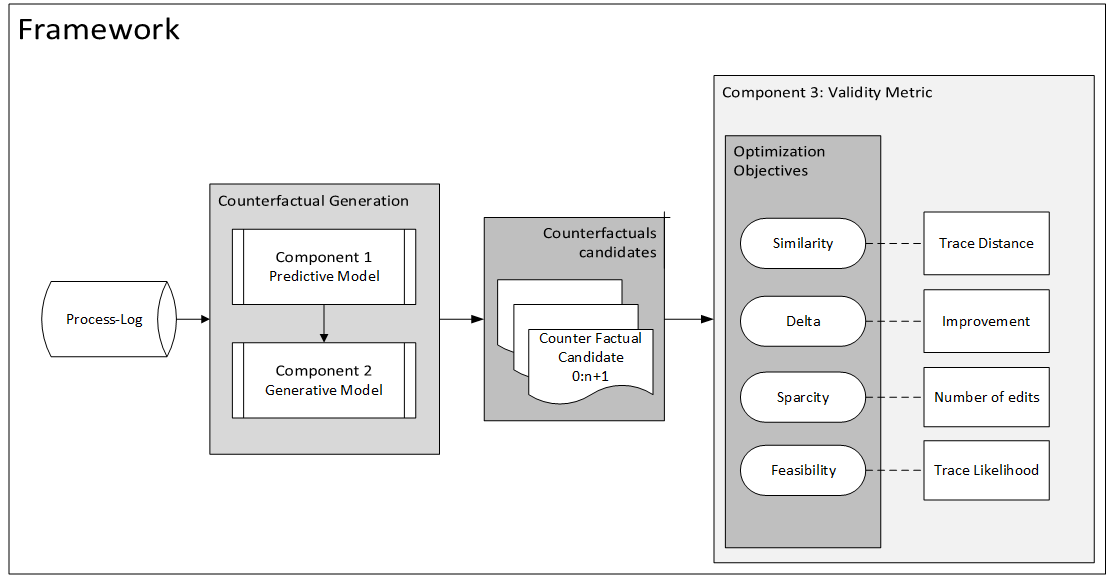 Framework
Component 3: Validity Metric
Optimization
Objectives
Counterfactual Generation
Component 1
Predictive Model
Counterfactuals
candidates
Similarity
Trace Distance
Process-Log
Delta
Improvement
Counter Factual
Candidate
0:n+1
Component 2
Generative Model
Sparcity
Number of edits
Feasibility
Trace Likelihood